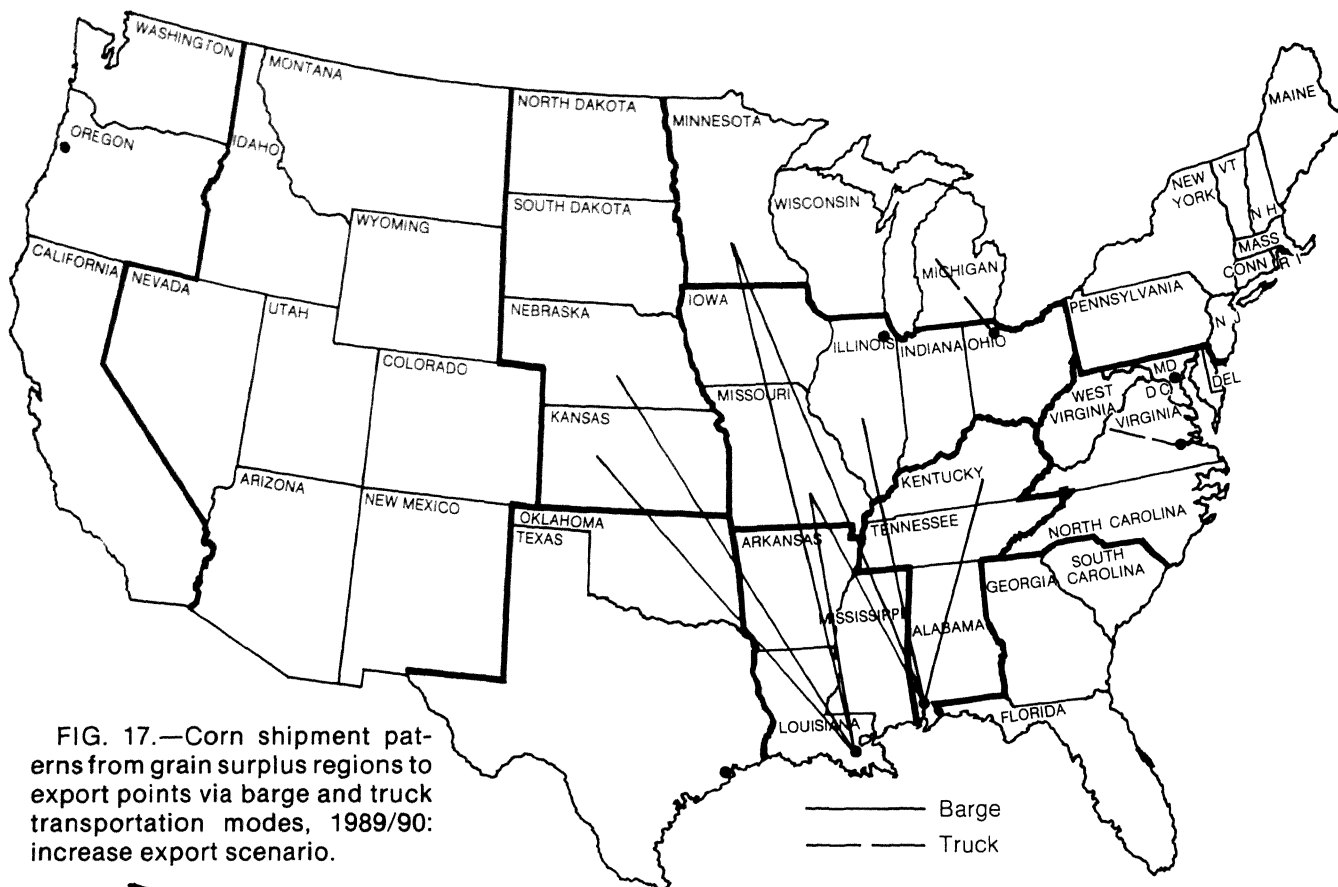 WASHINGTON
MONTANA
NORTH DAKOTA
MINNESOTA
MAINE
OREGON
IDAHO
VT
NEW
YORK
N H
SOUTH DAKOTA
WISCONSIN
WYOMING
MASS
CALIFORNIA
NEVADA
MICHIGAN
CONN
R I
UTAH
NEBRASKA
IOWA
PENNSYLVANIA
N
ILLINOIS
INDIANA
OHIO
COLORADO
MD
D C
DEL
KANSAS
MISSOURI
WEST
VIRGINIA
VIRGINIA
ARIZONA
NEW MEXICO
KENTUCKY
OKLAHOMA
TEXAS
ARKANSAS
TENNESSEE
NORTH CAROLINA
SOUTH
CAROLINA
GEORGIA
MISSISSIPPI
ALABAMA
LOUISIANA
FLORIDA
FIG. 17.—Corn shipment pat-
erns from grain surplus regions to
export points via barge and truck
transportation modes, 1989/90:
increase export scenario.
Barge
Truck